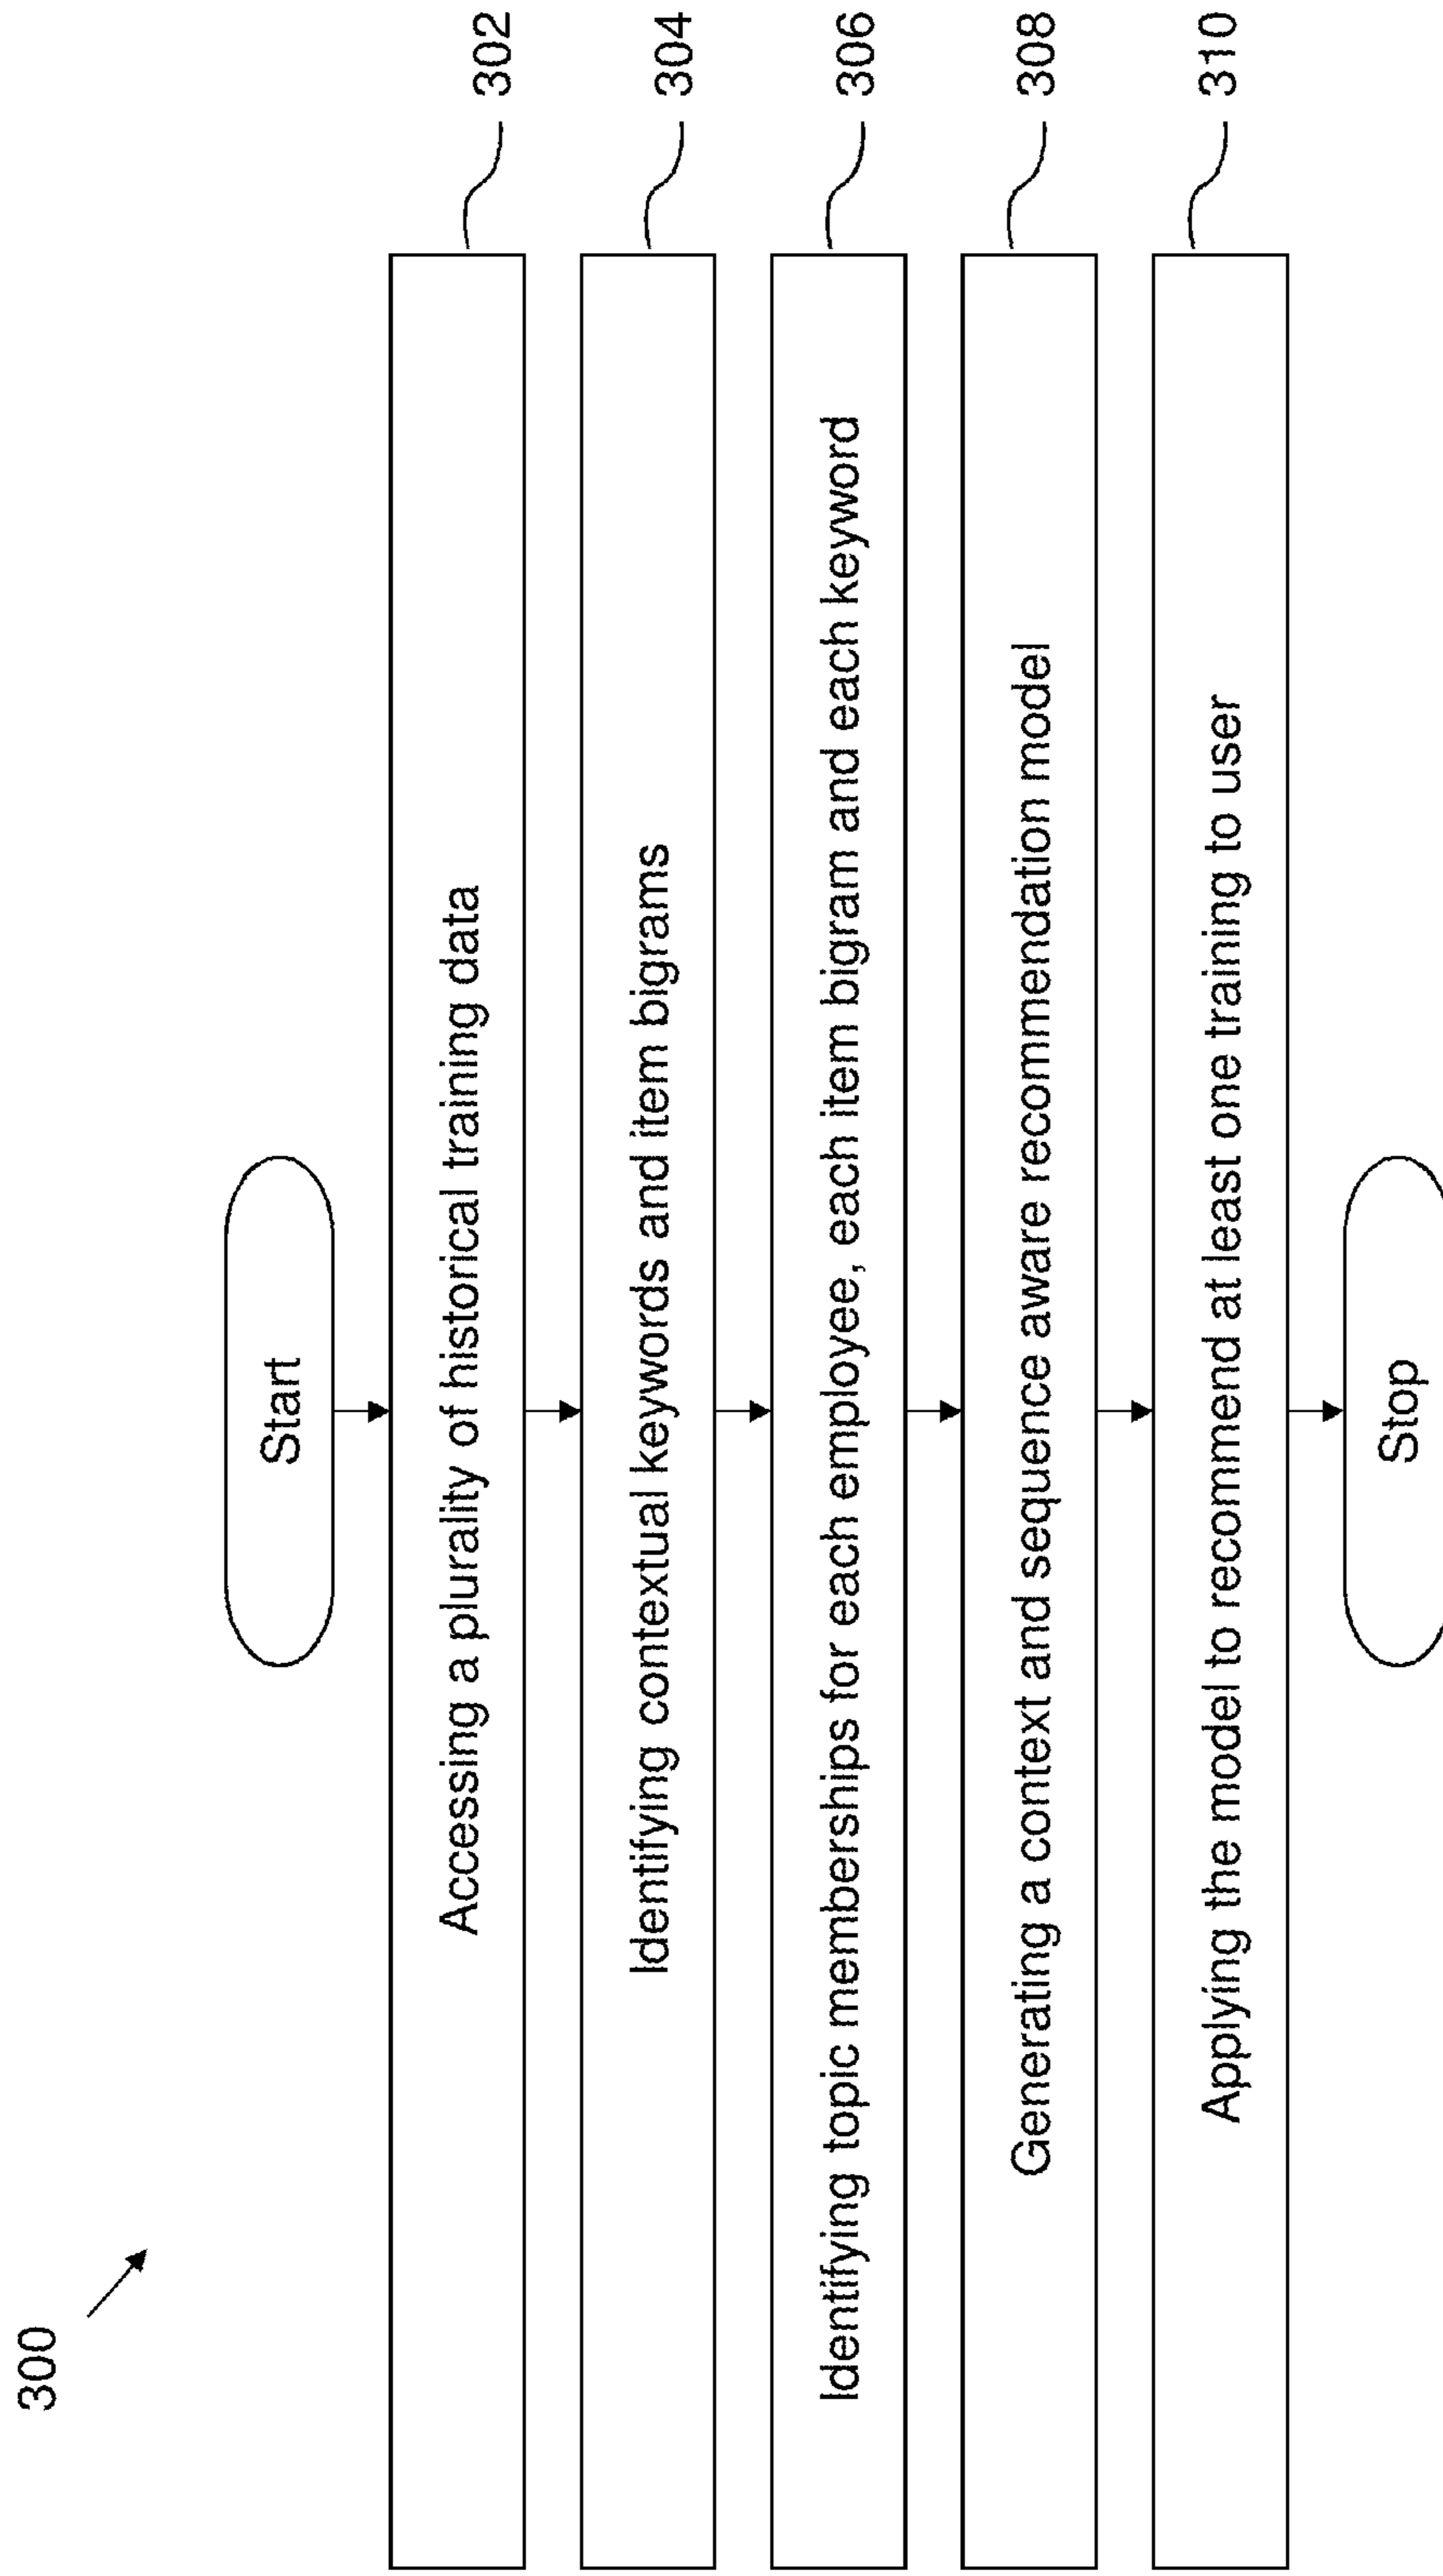 300
Start
Accessing a plurality of historical training data
302
Identifying contextual keywords and item bigrams
304
Identifying topic memberships for each employee, each item bigram and each keyword
306
Generating a context and sequence aware recommendation model
308
Applying the model to recommend at least one training to user
310
Stop